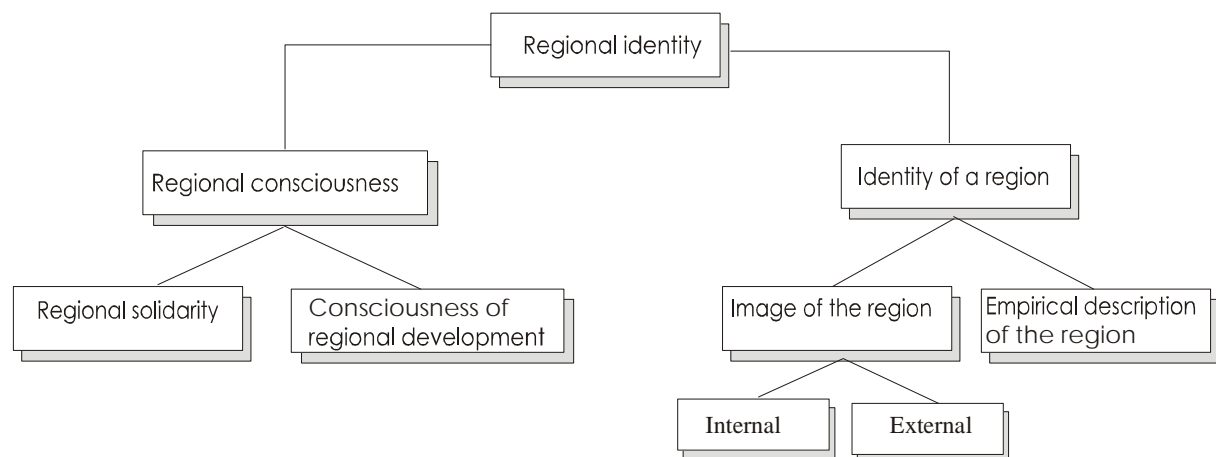 Regional identity
Regional consciousness
Identity of a region
Regional solidarity
Consciousness of
regional development
Image of the region
Empirical description
of the region
Internal
External